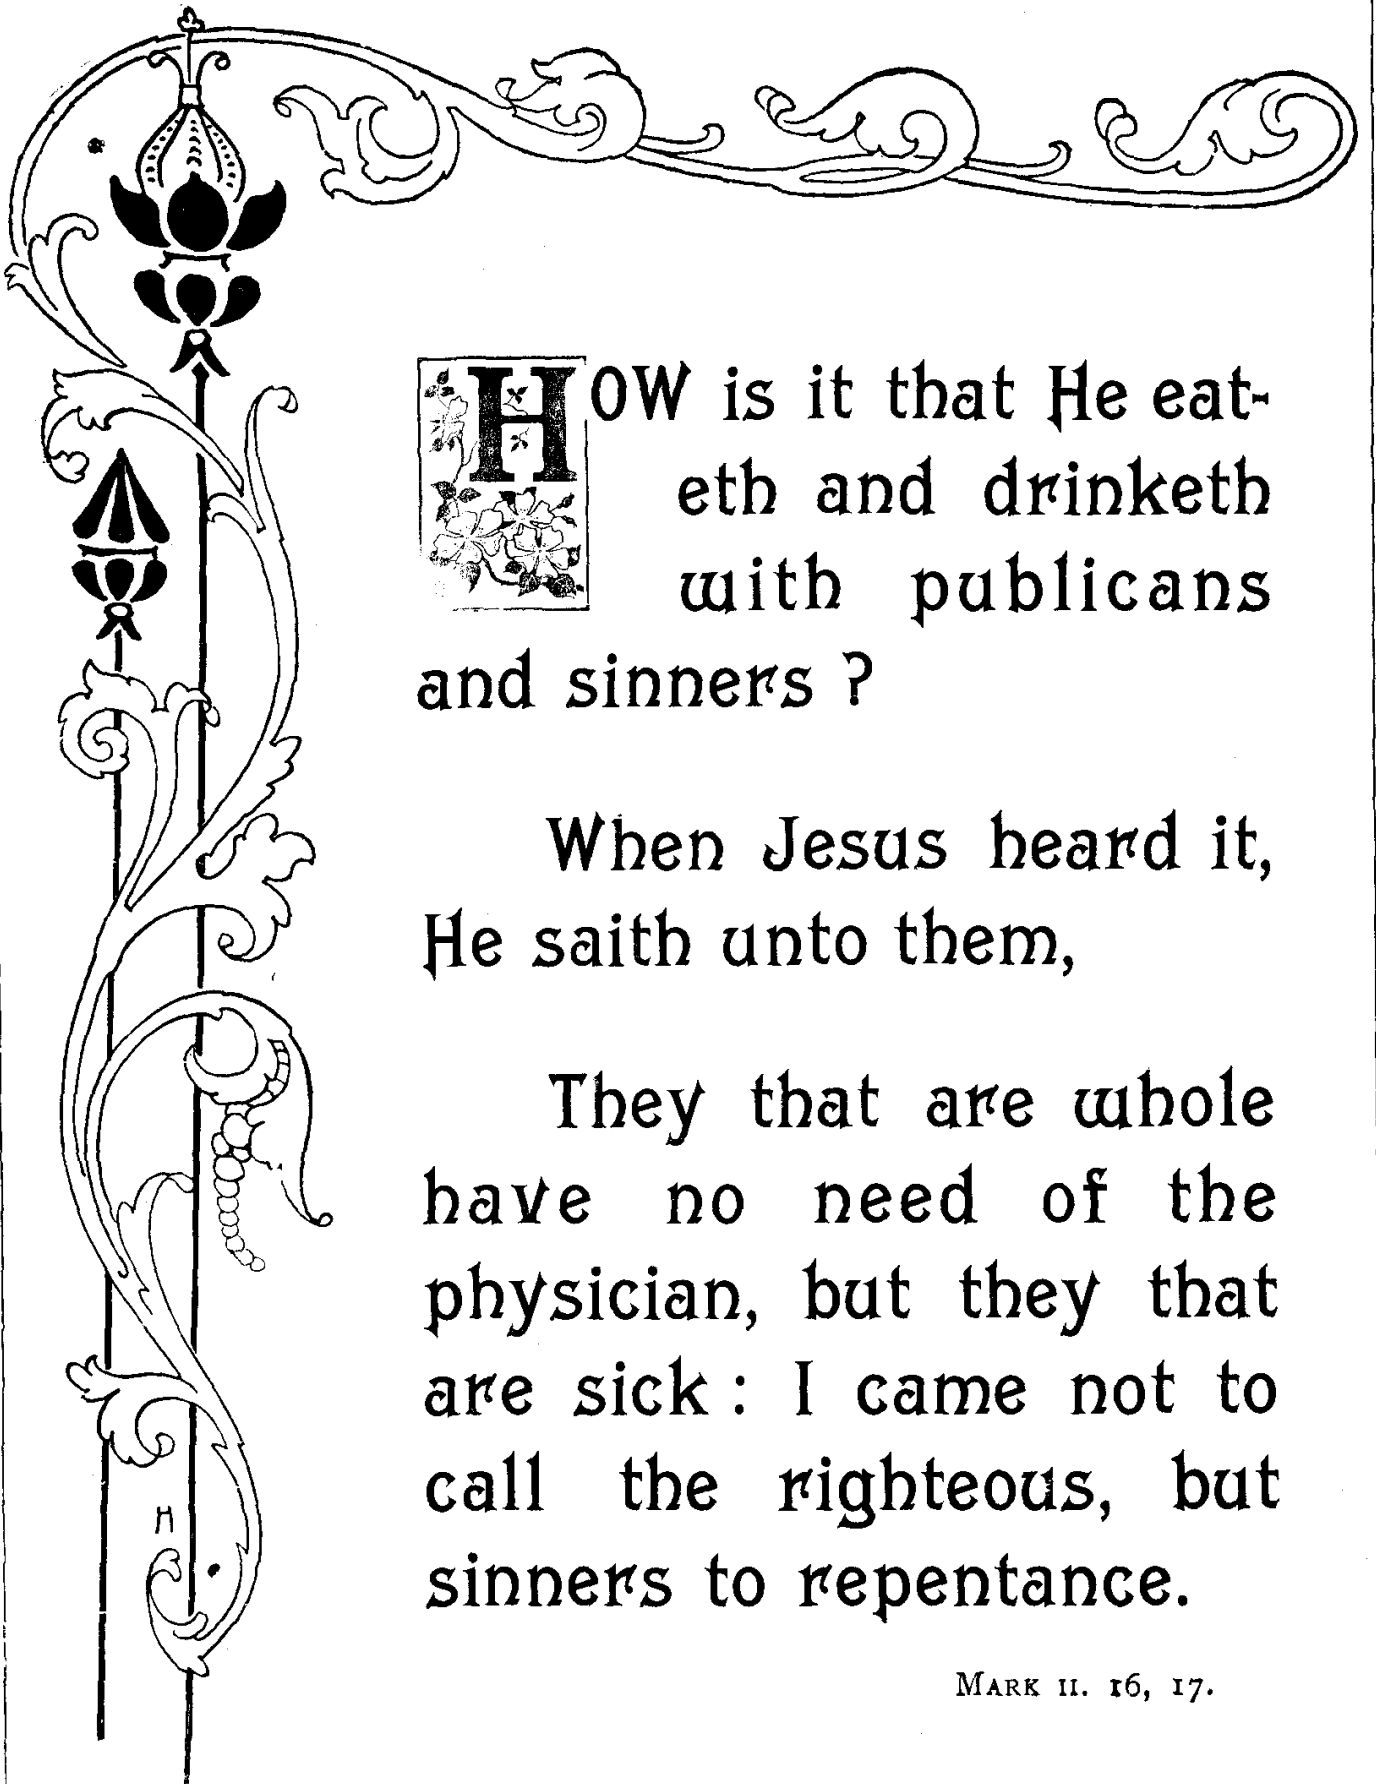 HOW is it that He eat-
eth and drinketh
with publicans
and sinners ?
When Jesus heard it,
He saith unto them,
They that are whole
have no need of the
physician, but they that
are sick : I came not to
call the righteous, but
sinners to repentance.
MARK II. 16, 17.
H